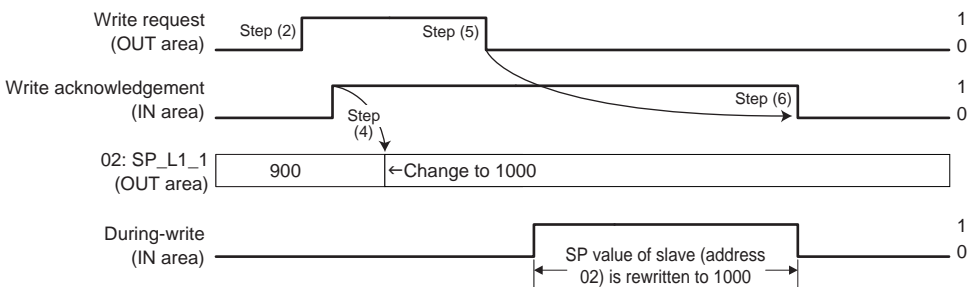 Write request
(OUT area)
Step (2)
Step (5)
1
0
Write acknowledgement
(IN area)
Step
(4)
Step (6)
1
0
02: SP_L1_1
(OUT area)
900
←Change to 1000
During-write
(IN area)
SP value of slave (address
02) is rewritten to 1000
1
0